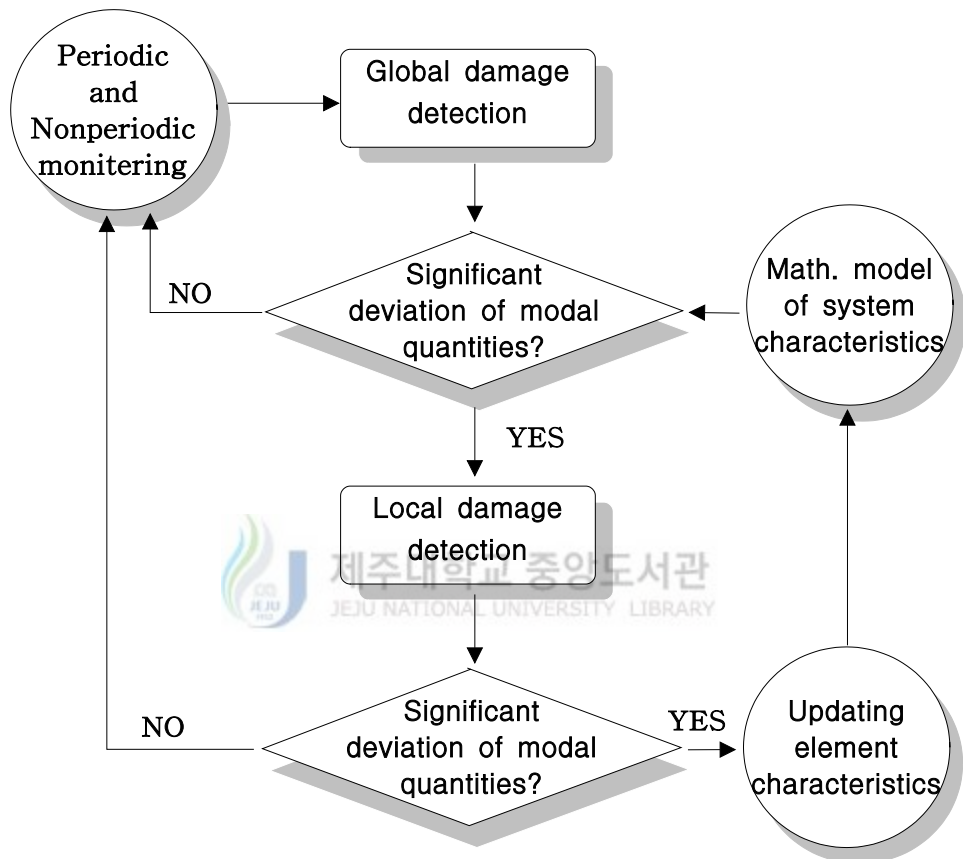 Periodic
and
Nonperiodic
monitering
Global damage
detection
Significant
deviation of modal
quantities?
NO
Math. model
of system
characteristics
YES
Local damage
detection
제주대학교 중앙도서관
JEJU NATIONAL UNIVERSITY LIBRARY
JEJU
1952
Significant
deviation of modal
quantities?
NO
YES
Updating
element
characteristics